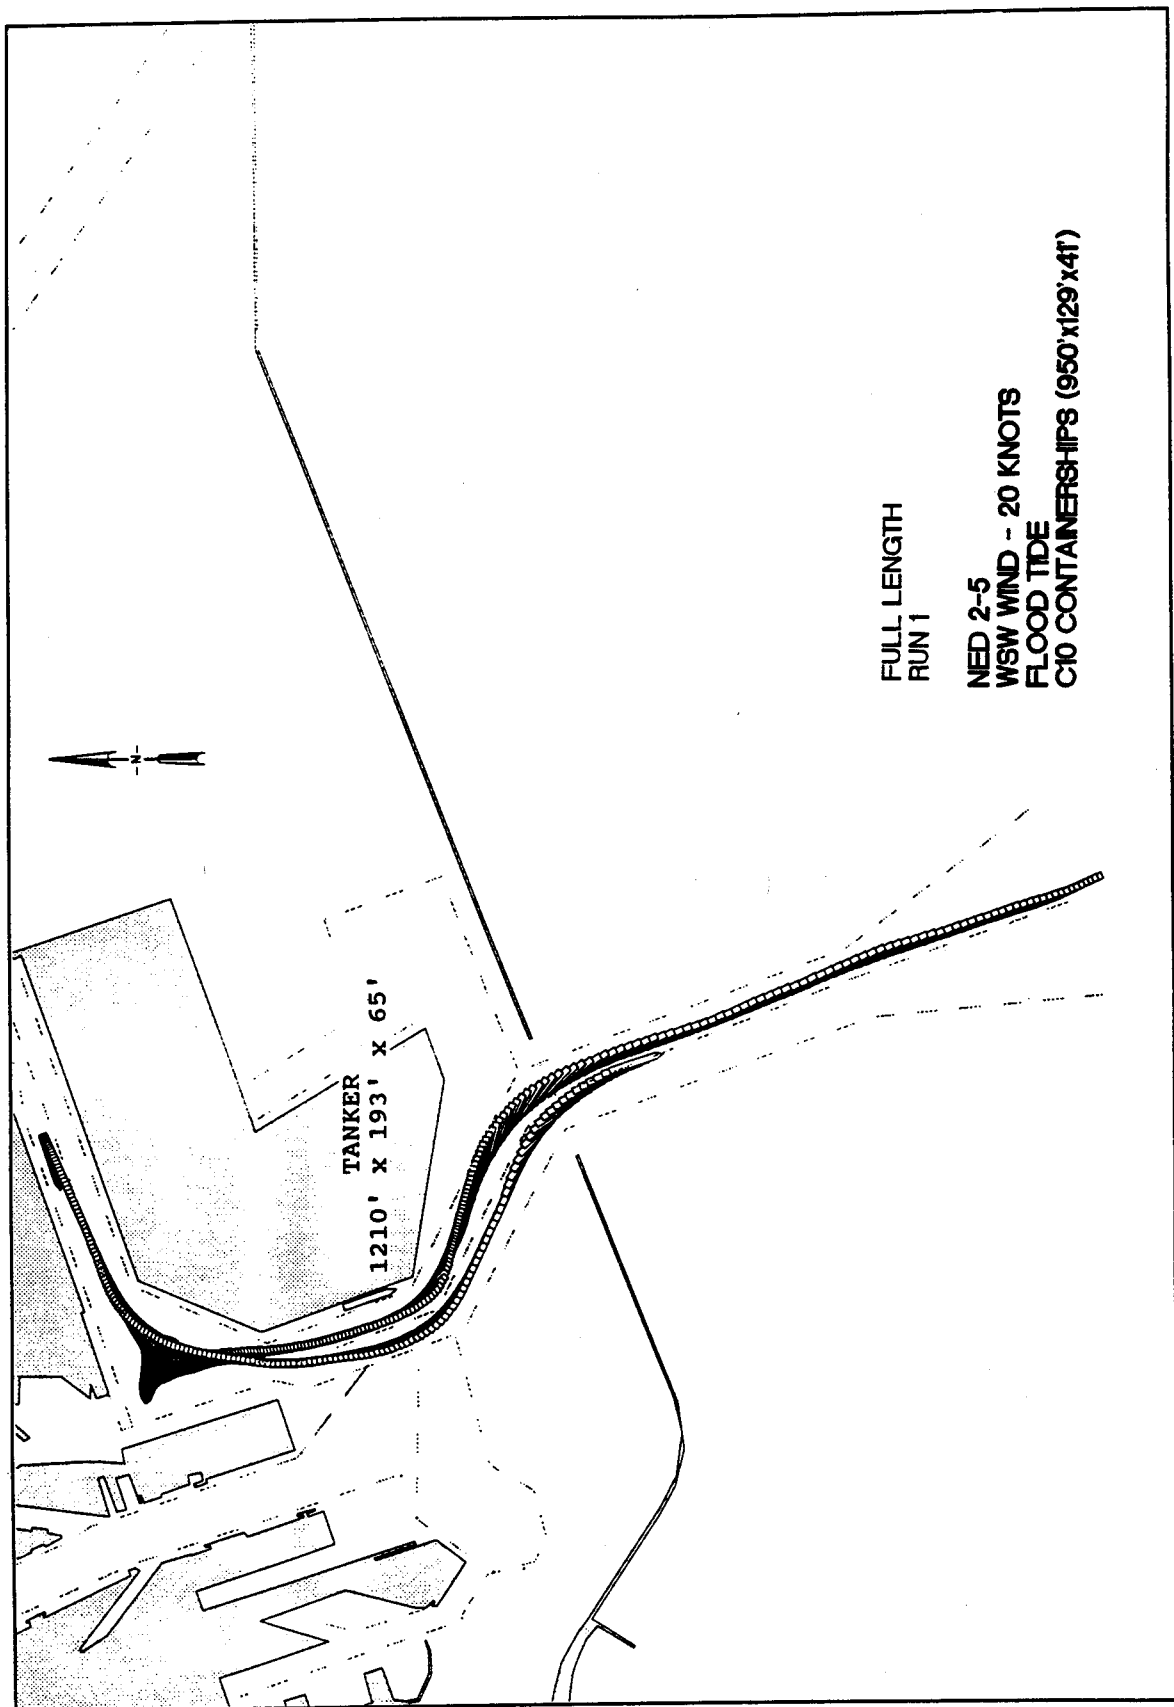 -N-
TANKER
1210' X 193' X 65'
FULL LENGTH
RUN 1
NED 2-5
WSW WIND - 20 KNOTS
FLOOD TIDE
C10 CONTAINERSHIPS (950'x129'x41')